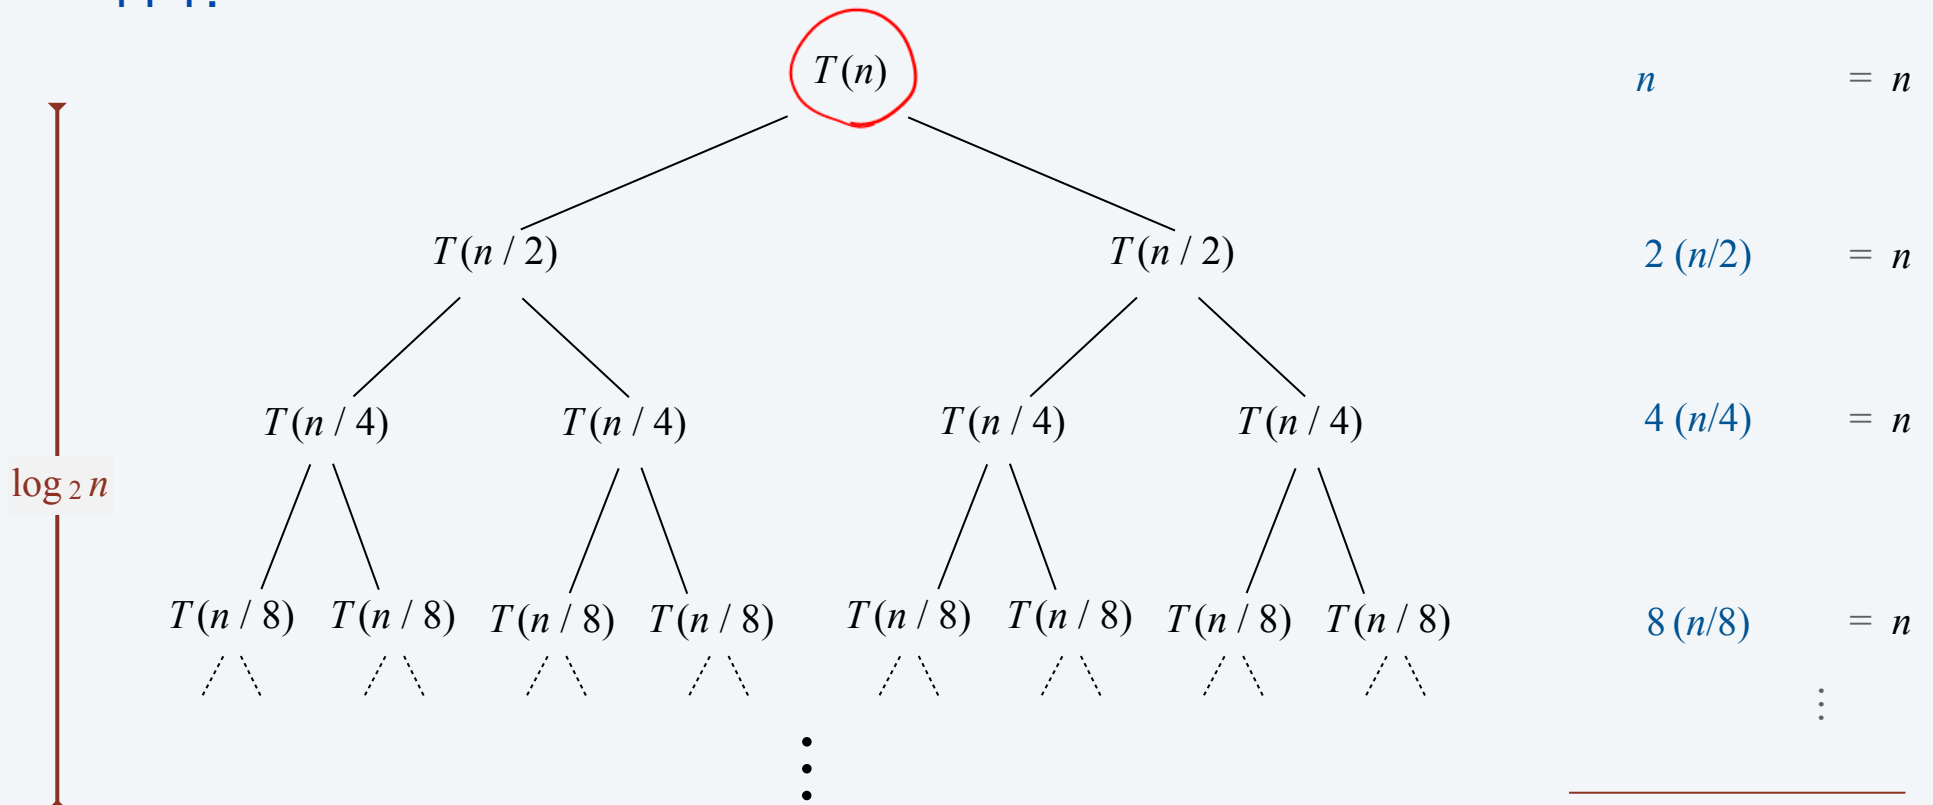 T(n) n = n
T(n / 2) T(n / 2) 2 (n/2) = n
T(n / 4) T(n / 4) T(n / 4) T(n / 4) 4 (n/4) = n
log 2 n
T(n / 8) T(n / 8) T(n / 8) T(n / 8) T(n / 8) T(n / 8) T(n / 8) T(n / 8) 8 (n/8) = n